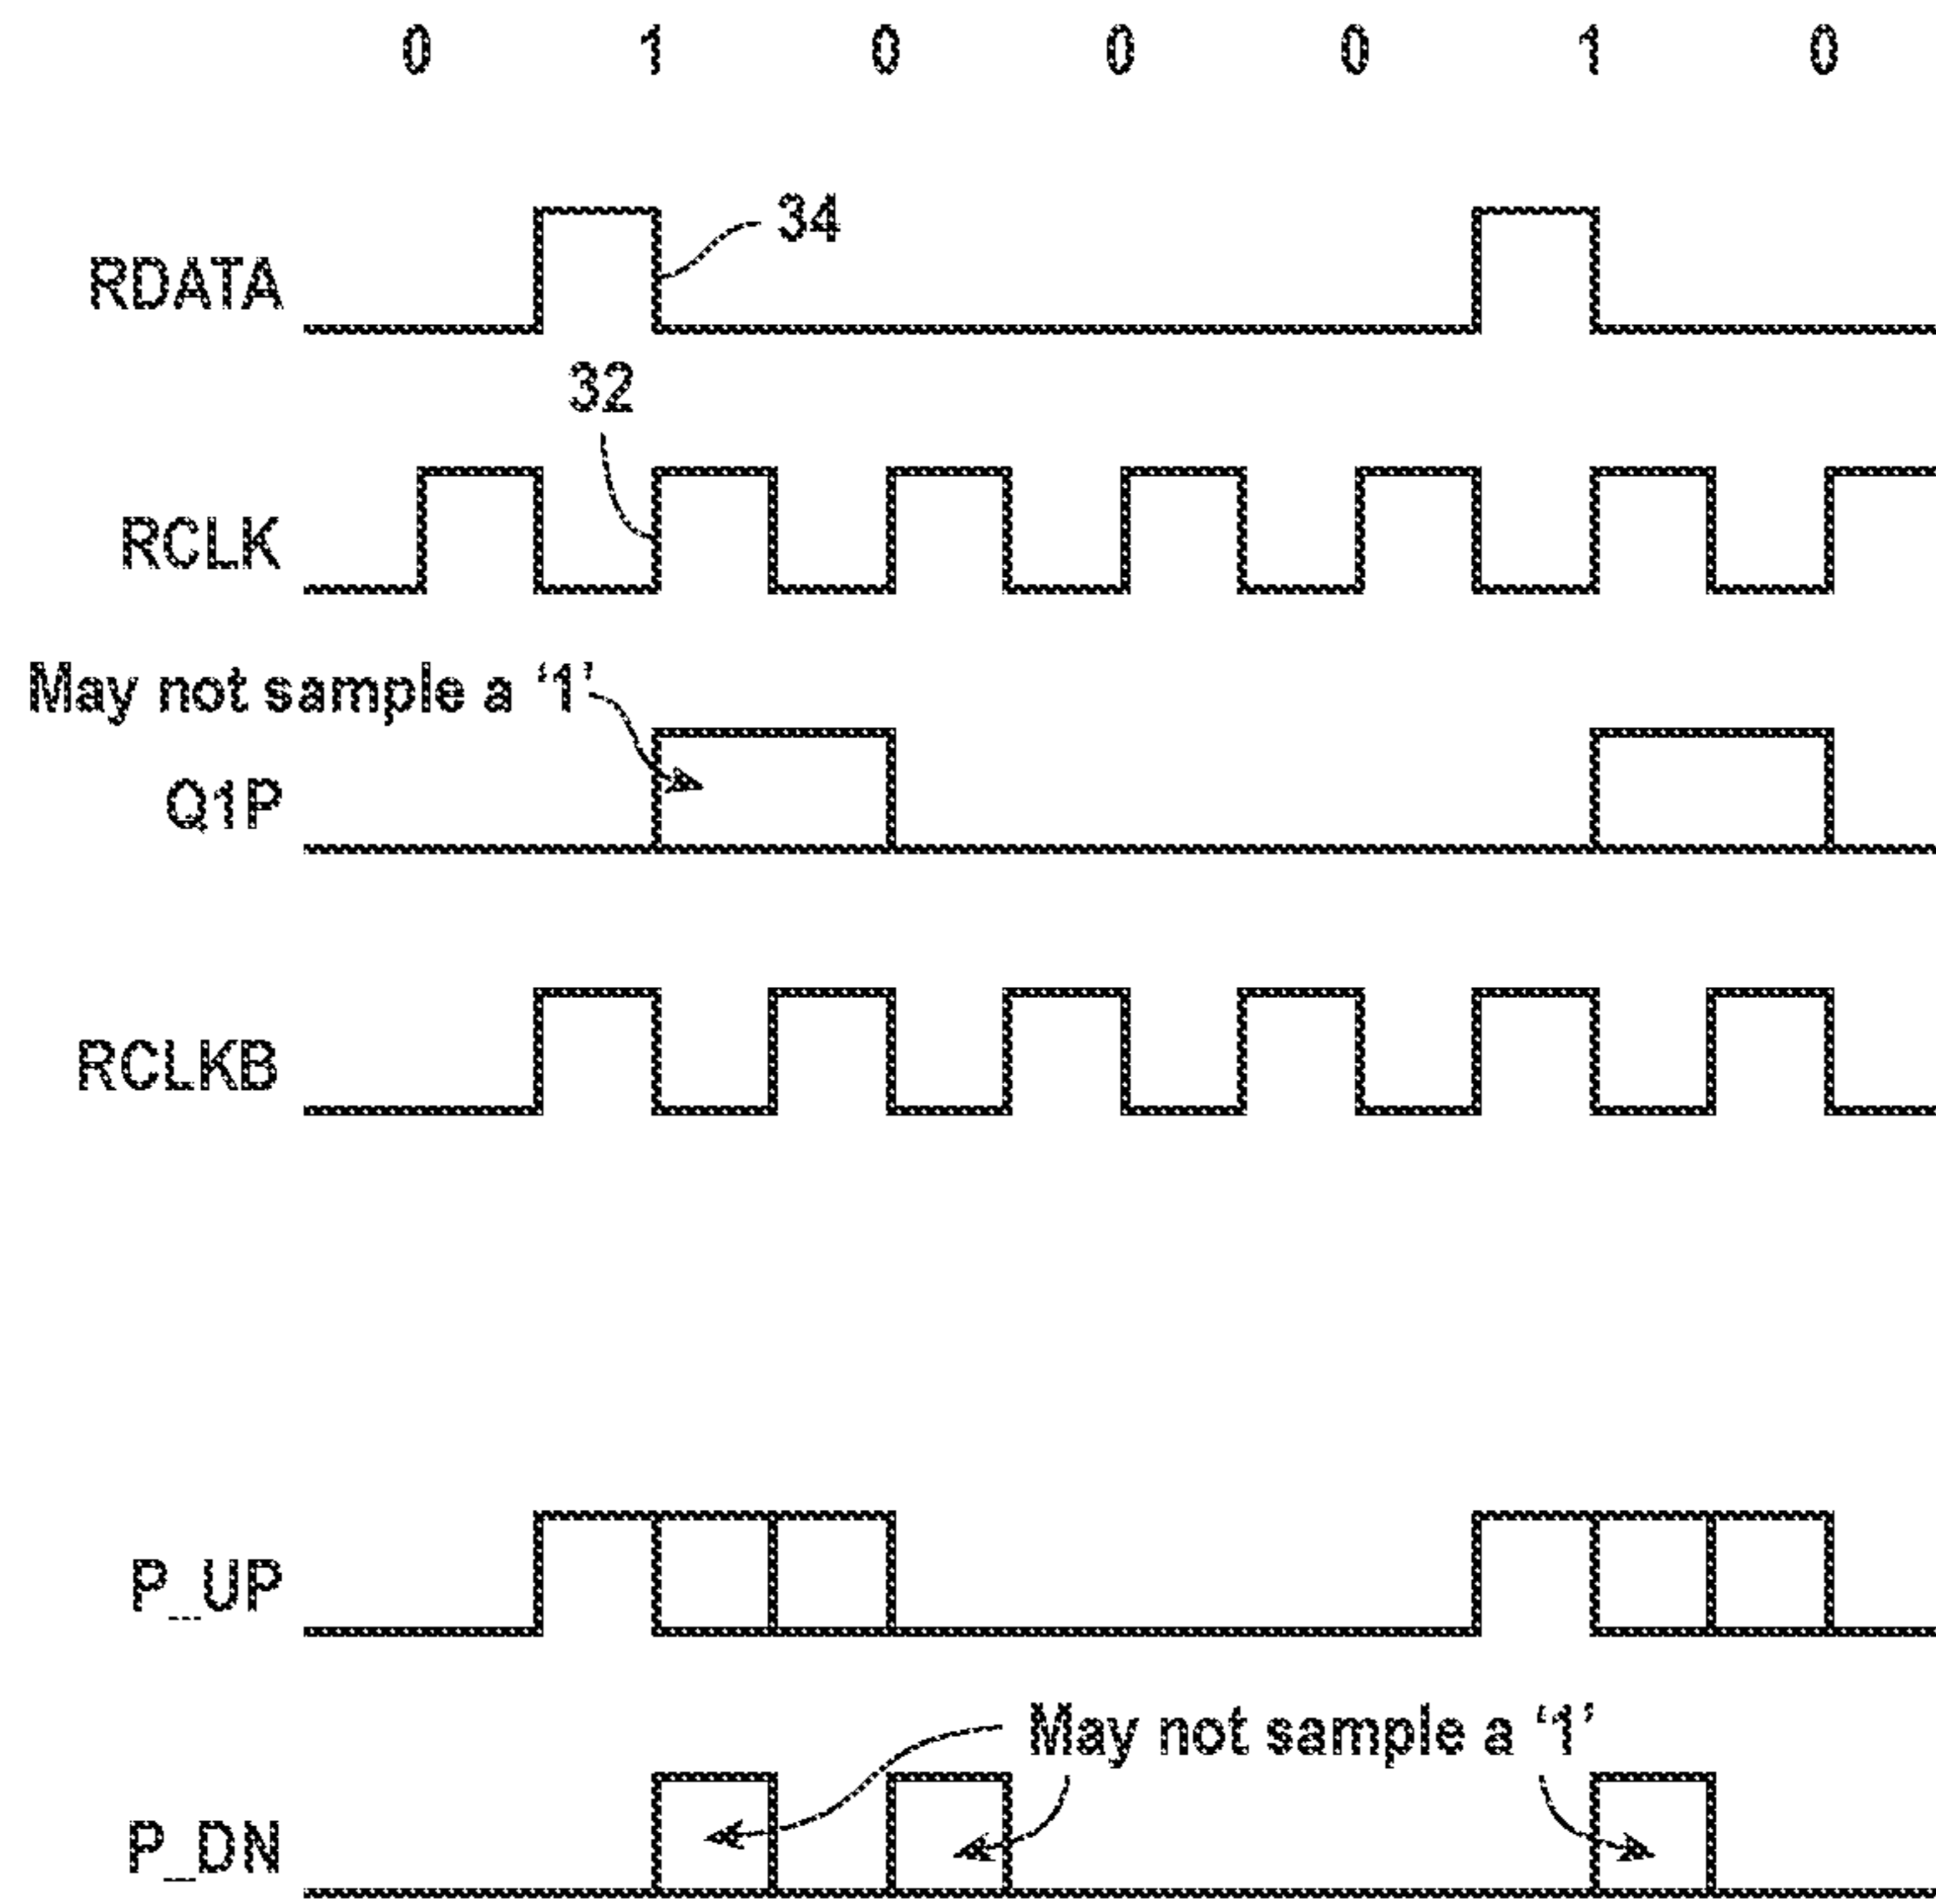 0 1 0 0 0 1 0
34
RDATA
32
RCLK
May not sample a ‘1’
Q1P
RCLKB
P_UP
May not sample a ‘1’
P_DN